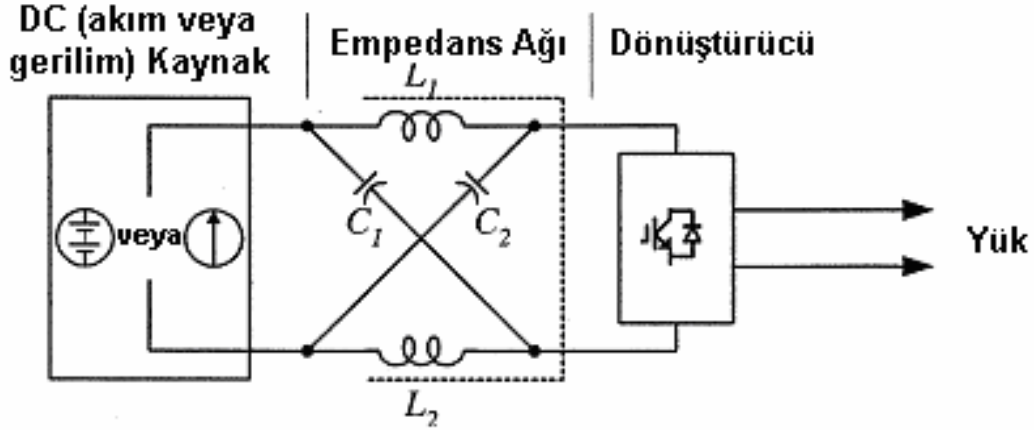 DC (akım veya
gerilim) Kaynak
Empedans Ağı
Dönüştürücü
L1
C1
C2
veya
Yük
L2